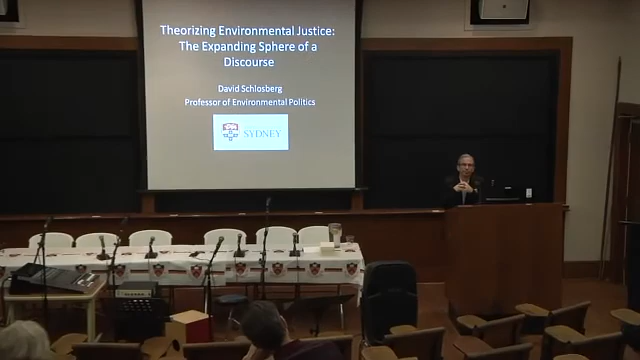 Theorizing Environmental Justice:
The Expanding Sphere of a
Discourse
David Schlosberg
Professor of Environmental Politics
SYDNEY